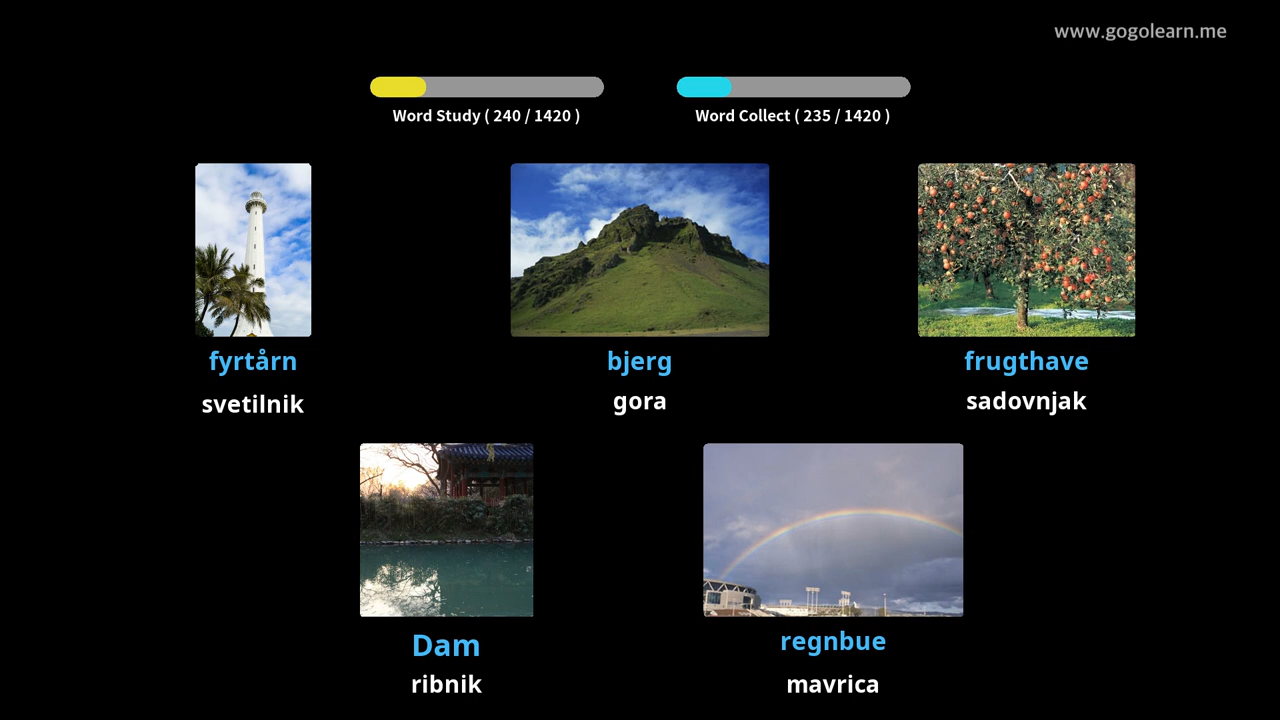 www.gogolearn.me
Word Study ( 240 / 1420 )
Word Collect ( 235 / 1420 )
fyrtårn
svetilnik
bjerg
gora
frugthave
sadovnjak
Dam
ribnik
regnbue
mavrica